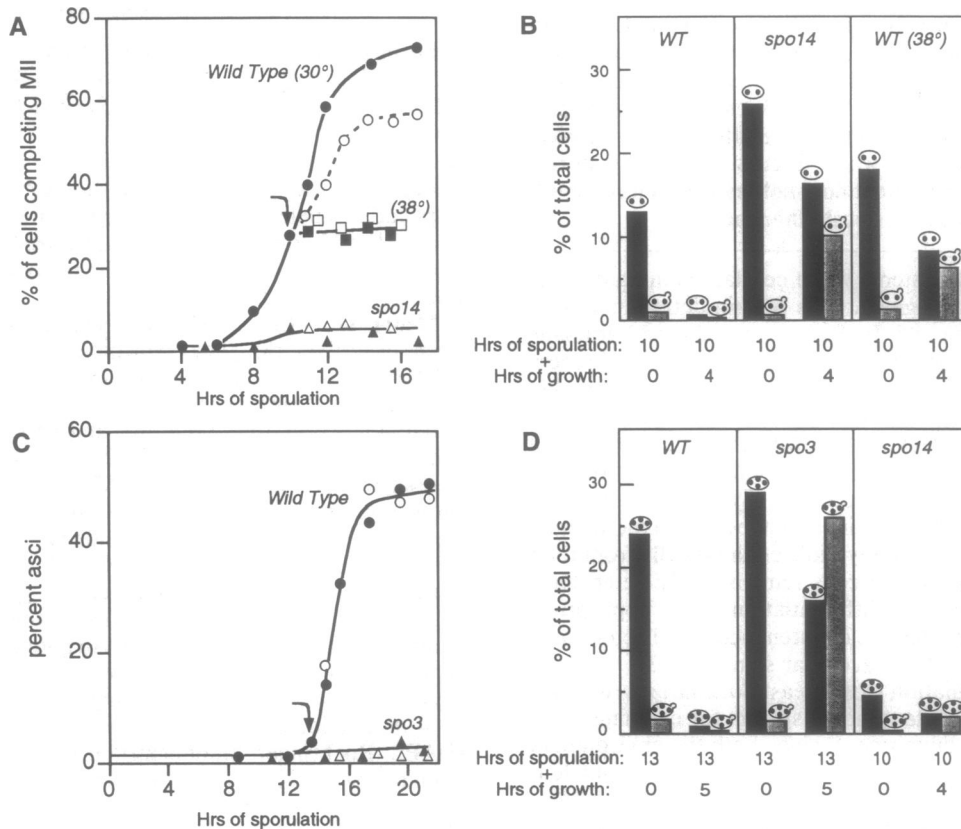 A
80
60
40
20
0
% of cells completing MII
Wild Type (30°)
(38°)
spo14
0 4 8 12 16
Hrs of sporulation
B
WT
spo14
WT (38°)
30
20
10
0
% of total cells
Hrs of sporulation: 10 10 10 10 10 10
+
Hrs of growth: 0 4 0 4 0 4
C
60
40
20
0
percent asci
Wild Type
spo3
0 4 8 12 16 20
Hrs of sporulation
D
WT
spo3
spo14
30
20
10
0
% of total cells
Hrs of sporulation: 13 13 13 13 10 10
+
Hrs of growth: 0 5 0 5 0 4